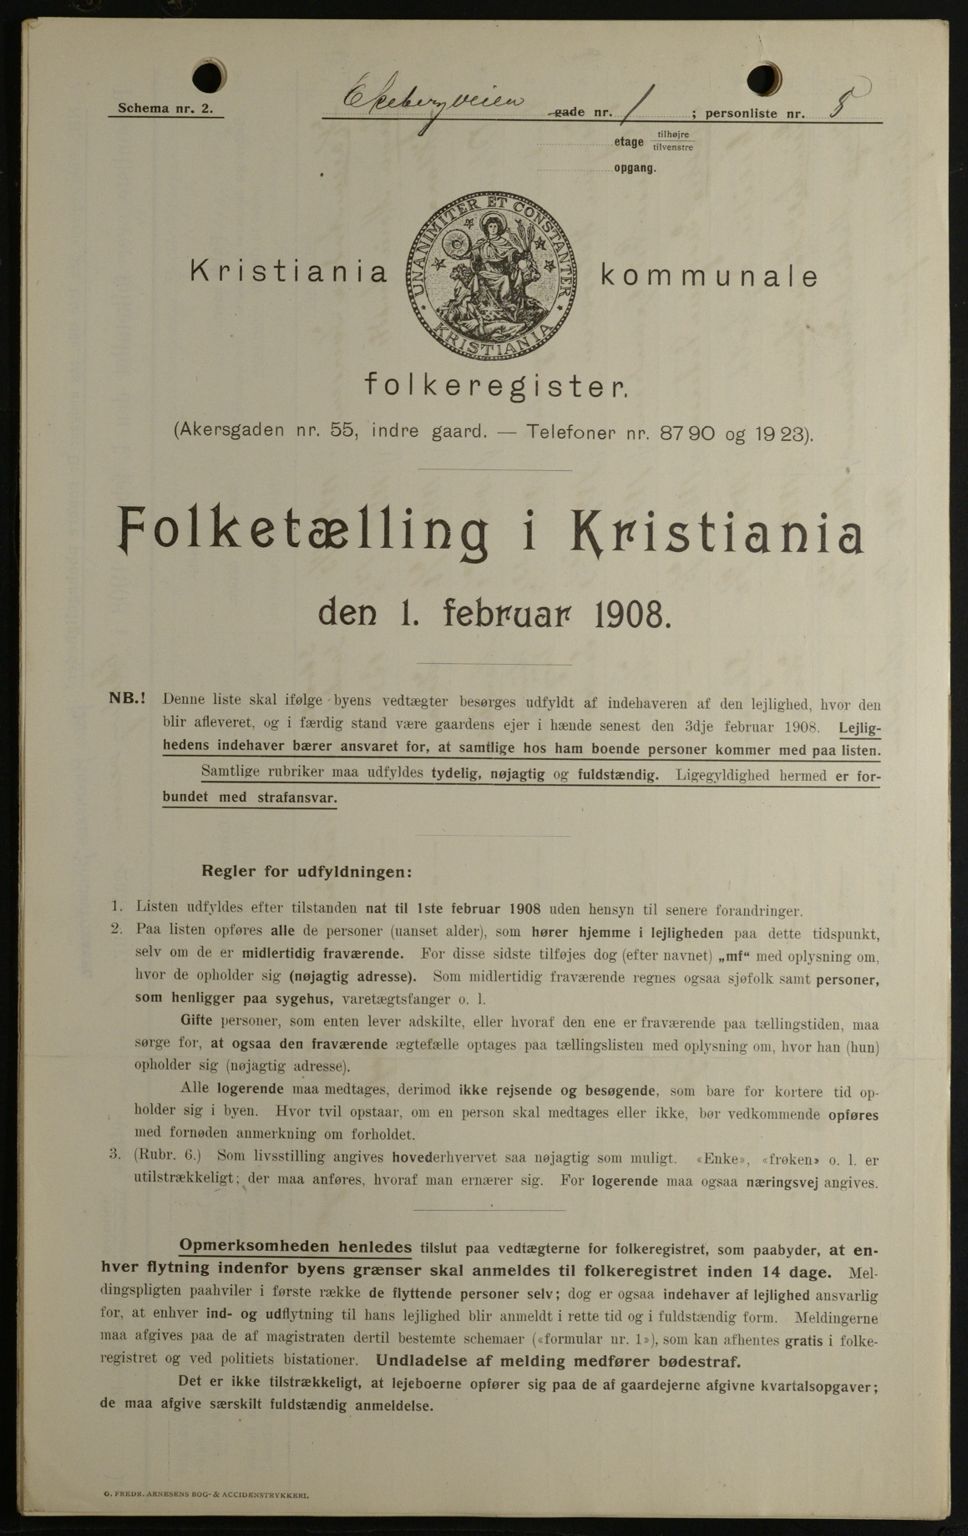 Schema nr. 2.
Ekebergveien gade nr. 1 ; personliste nr. 5
etage tilhøjre
tilvenstre
opgang.
UNANIMITER ET CONSTANTER
KRISTIANIA
Kristiania kommunale
folkeregister.
(Akersgaden nr. 55, indre gaard. — Telefoner nr. 87 90 og 19 23).
Folketælling i Kristiania
den 1. februar 1908.
NB.! Denne liste skal ifølge byens vedtægter besørges udfyldt af indehaveren af den lejlighed, hvor den
blir afleveret, og i færdig stand være gaardens ejer i hænde senest den 3dje februar 1908. Lejlig-
hedens indehaver bærer ansvaret for, at samtlige hos ham boende personer kommer med paa listen.
Samtlige rubriker maa udfyldes tydelig, nøjagtig og fuldstændig. Ligegyldighed hermed er for-
bundet med strafansvar.
Regler for udfyldningen:
1. Listen udfyldes efter tilstanden nat til 1ste februar 1908 uden hensyn til senere forandringer.
2. Paa listen opføres alle de personer (uanset alder), som hører hjemme i lejligheden paa dette tidspunkt,
selv om de er midlertidig fraværende. For disse sidste tilføjes dog (efter navnet) „mf“ med oplysning om,
hvor de opholder sig (nøjagtig adresse). Som midlertidig fraværende regnes ogsaa sjøfolk samt personer,
som henligger paa sygehus, varetægtsfanger o. l.
Gifte personer, som enten lever adskilte, eller hvoraf den ene er fraværende paa tællingstiden, maa
sørge for, at ogsaa den fraværende ægtefælle optages paa tællingslisten med oplysning om, hvor han (hun)
opholder sig (nøjagtig adresse).
Alle logerende maa medtages, derimod ikke rejsende og besøgende, som bare for kortere tid op-
holder sig i byen. Hvor tvil opstaar, om en person skal medtages eller ikke, bør vedkommende opføres
med fornøden anmerkning om forholdet.
3. (Rubr. 6.) Som livsstilling angives hovederhvervet saa nøjagtig som muligt. «Enke», «frøken» o. l. er
utilstrækkeligt; der maa anføres, hvoraf man ernærer sig. For logerende maa ogsaa næringsvej angives.
Opmerksomheden henledes tilslut paa vedtægterne for folkeregistret, som paabyder, at en-
hver flytning indenfor byens grænser skal anmeldes til folkeregistret inden 14 dage. Mel-
dingspligten paahviler i første række de flyttende personer selv; dog er ogsaa indehaver af lejlighed ansvarlig
for, at enhver ind- og udflytning til hans lejlighed blir anmeldt i rette tid og i fuldstændig form. Meldingerne
maa afgives paa de af magistraten dertil bestemte schemaer («formular nr. 1»), som kan afhentes gratis i folke-
registret og ved politiets bistationer. Undladelse af melding medfører bødestraf.
Det er ikke tilstrækkeligt, at lejeboerne opfører sig paa de af gaardejerne afgivne kvartalsopgaver;
de maa afgive særskilt fuldstændig anmeldelse.
G. FREDR. ARNESENS BOG- & ACCIDENSTRYKKERI.